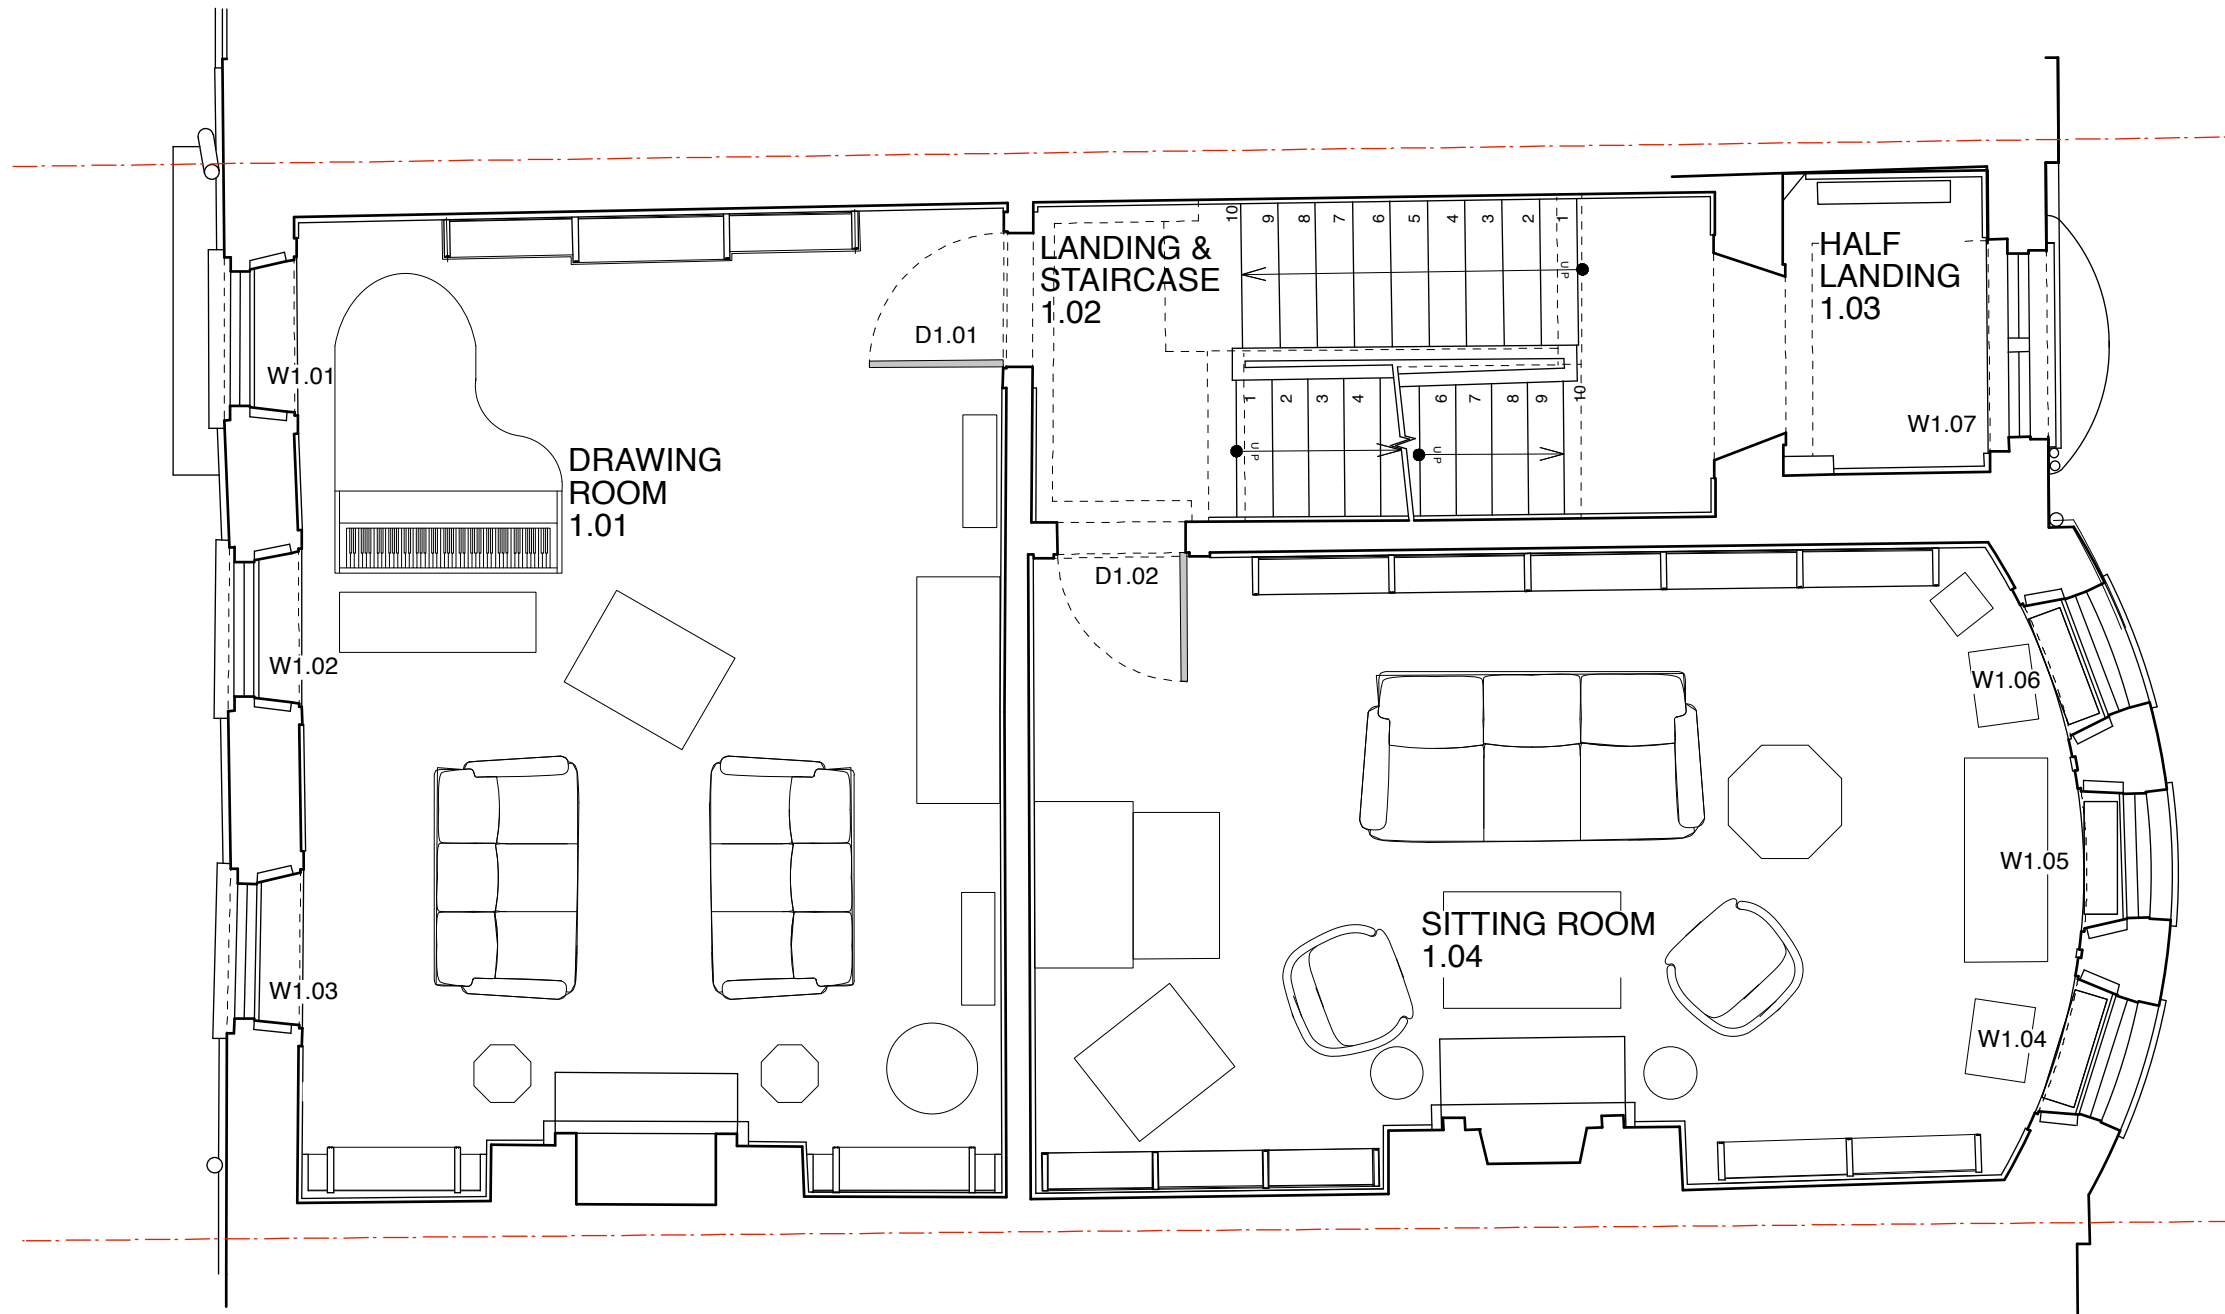 LANDING &
STAIRCASE
1.02
10 9 8 7 6 5 4 3 2 1
UP
HALF
LANDING
1.03
D1.01
W1.01
1 2 3 4 6 7 8 9 10
UP UP
W1.07
DRAWING
ROOM
1.01
D1.02
W1.02
W1.06
W1.05
SITTING ROOM
1.04
W1.03
W1.04